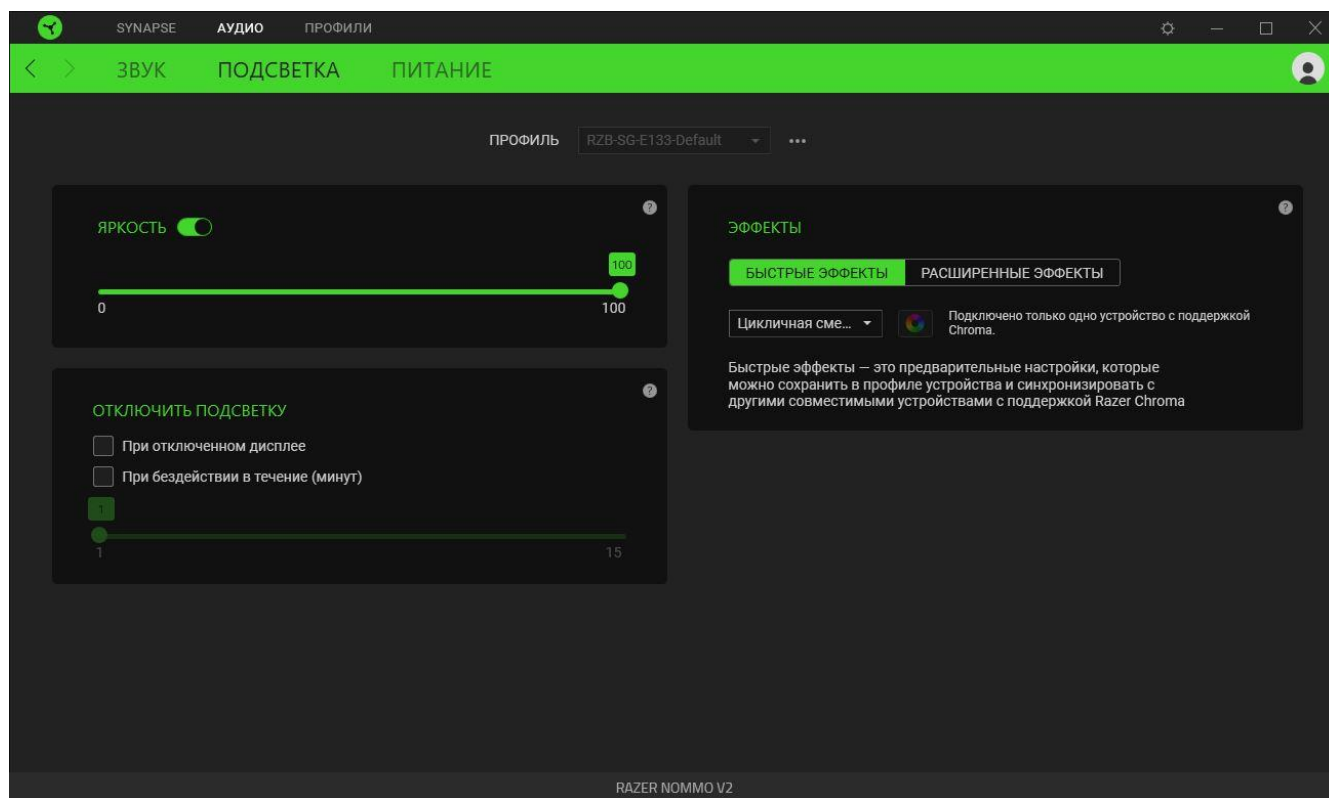 SYNAPSE АУДИО ПРОФИЛИ
ЗВУК ПОДСВЕТКА ПИТАНИЕ
ПРОФИЛЬ RZB-SG-E133-Default
ЯРКОСТЬ
100
0 100
ОТКЛЮЧИТЬ ПОДСВЕТКУ
При отключенном дисплее
При бездействии в течение (минут)
1
1 15
ЭФФЕКТЫ
БЫСТРЫЕ ЭФФЕКТЫ РАСШИРЕННЫЕ ЭФФЕКТЫ
Цикличная сме...
Подключено только одно устройство с поддержкой
Chroma.
Быстрые эффекты — это предварительные настройки, которые
можно сохранить в профиле устройства и синхронизировать с
другими совместимыми устройствами с поддержкой Razer Chroma
RAZER NOMMO V2